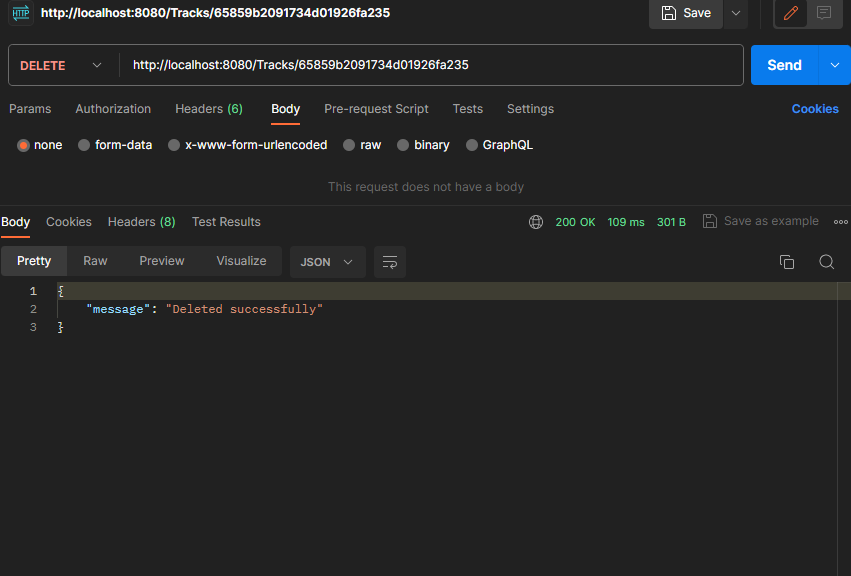 HTTP http://localhost:8080/Tracks/65859b2091734d01926fa235 Save
DELETE http://localhost:8080/Tracks/65859b2091734d01926fa235 Send
Params Authorization Headers (6) Body Pre-request Script Tests Settings Cookies
none form-data x-www-form-urlencoded raw binary GraphQL
This request does not have a body
Body Cookies Headers (8) Test Results 200 OK 109 ms 301 B Save as example
Pretty Raw Preview Visualize JSON
1 {
2 "message": "Deleted successfully"
3 }